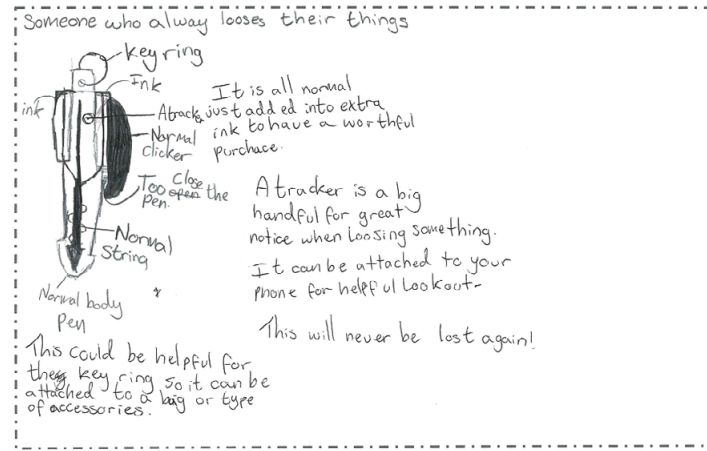 Someone who alway looses their things
Key ring
Ink
ink
Atrack
Normal
clicker
Close
Too open the
pen.
Normal
String
Normal body
Pen
It is all normal
just added into extra
ink to have a worthful
purchace.
A tracker is a big
handful for great
notice when loosing something.
It can be attached to your
phone for helpful lookout-
This will never be lost again!
This could be helpful for
the key ring so it can be
attached to a bag or type
of accessories.